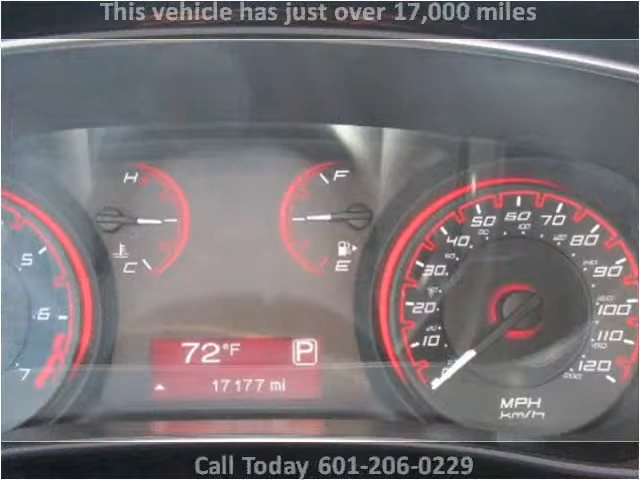 This vehicle has just over 17,000 miles
H
F
C
E
5
6
7
72°F
P
17177 mi
10
20
30
40
50
60
70
80
90
100
110
120
MPH
km/h
Call Today 601-206-0229